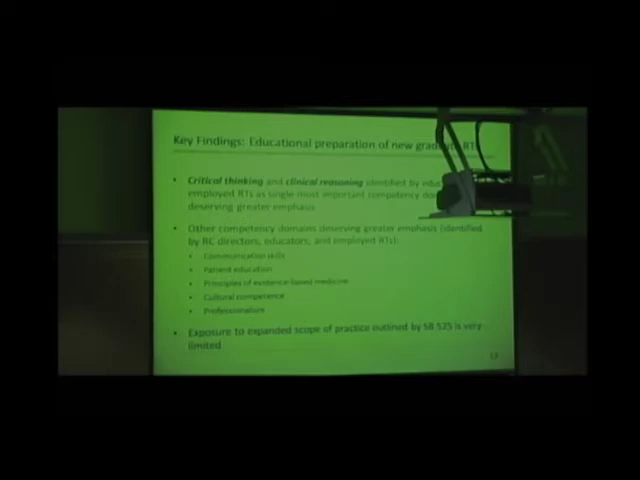 Key Findings: Educational preparation of new RT
• Critical thinking and clinical reasoning identified by
employed RTs as single most important competency
deserving greater emphasis
• Other competency domains deserving greater emphasis (identified
by RC directors, educators, and employed RTs):
• Communication skills
• Patient education
• Principles of evidence-based medicine
• Cultural competence
• Professionalism
• Exposure to expanded scope of practice outlined by SB 525 is very
limited